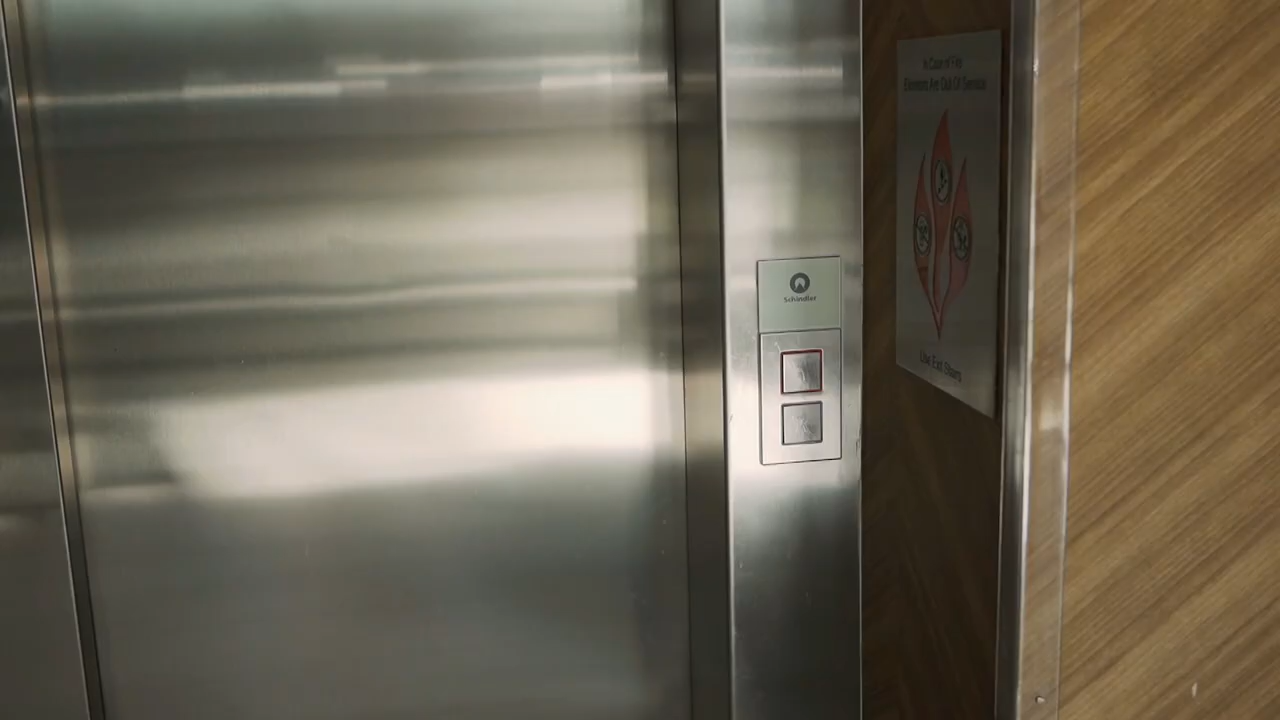 In Case of Fire
Elevators Are Out Of Service
Schindler
Use Exit Stairs